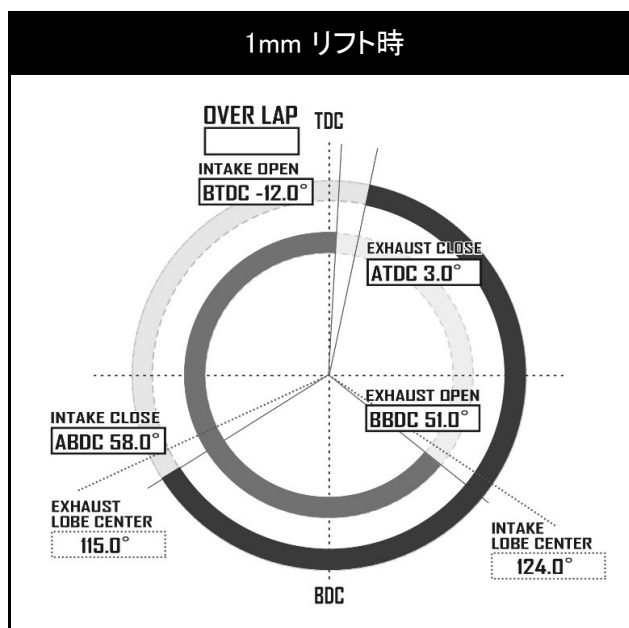 1mm リフト時
OVER LAP
TDC
INTAKE OPEN
BTDC -12.0°
EXHAUST CLOSE
ATDC 3.0°
EXHAUST OPEN
BBDC 51.0°
INTAKE CLOSE
ABDC 58.0°
EXHAUST
LOBE CENTER
115.0°
INTAKE
LOBE CENTER
124.0°
BDC